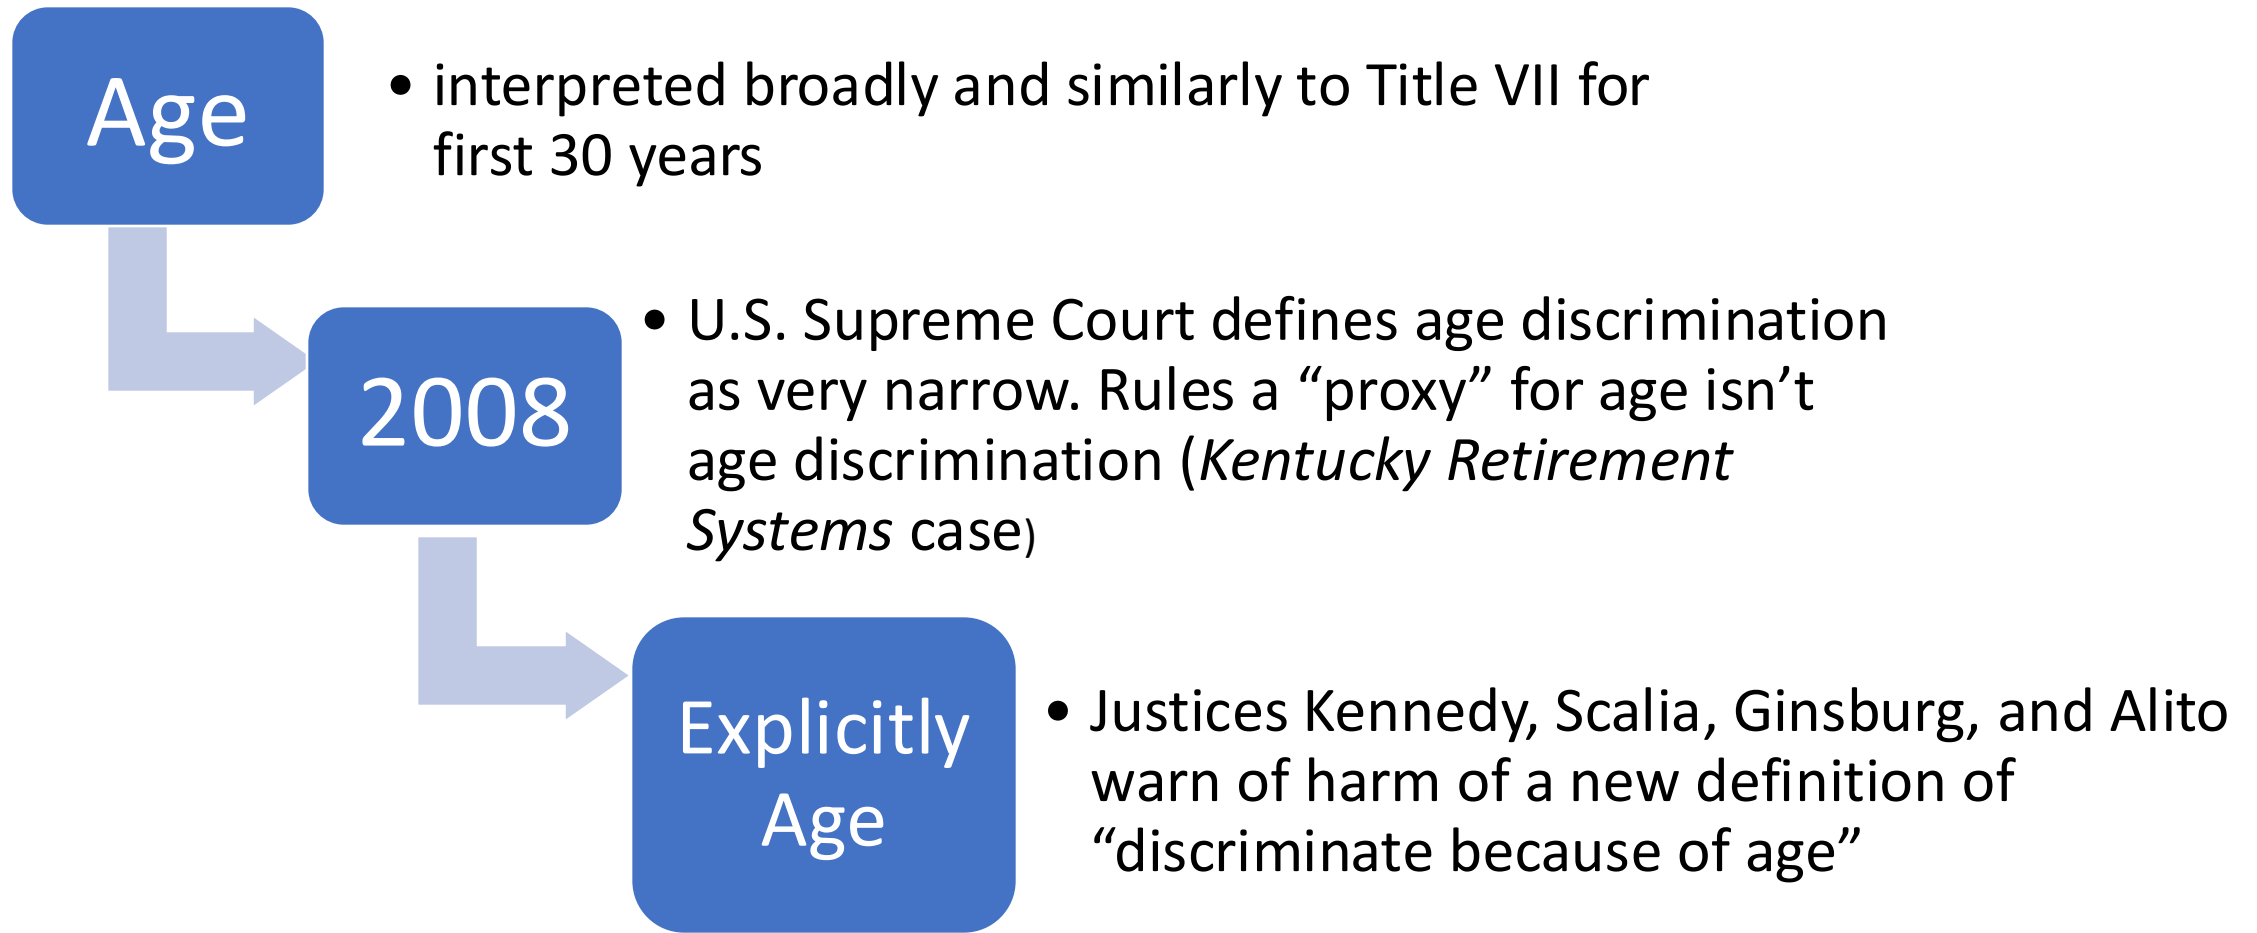 Age
• interpreted broadly and similarly to Title VII for
first 30 years
2008
• U.S. Supreme Court defines age discrimination
as very narrow. Rules a “proxy” for age isn’t
age discrimination (Kentucky Retirement
Systems case)
Explicitly
Age
• Justices Kennedy, Scalia, Ginsburg, and Alito
warn of harm of a new definition of
“discriminate because of age”